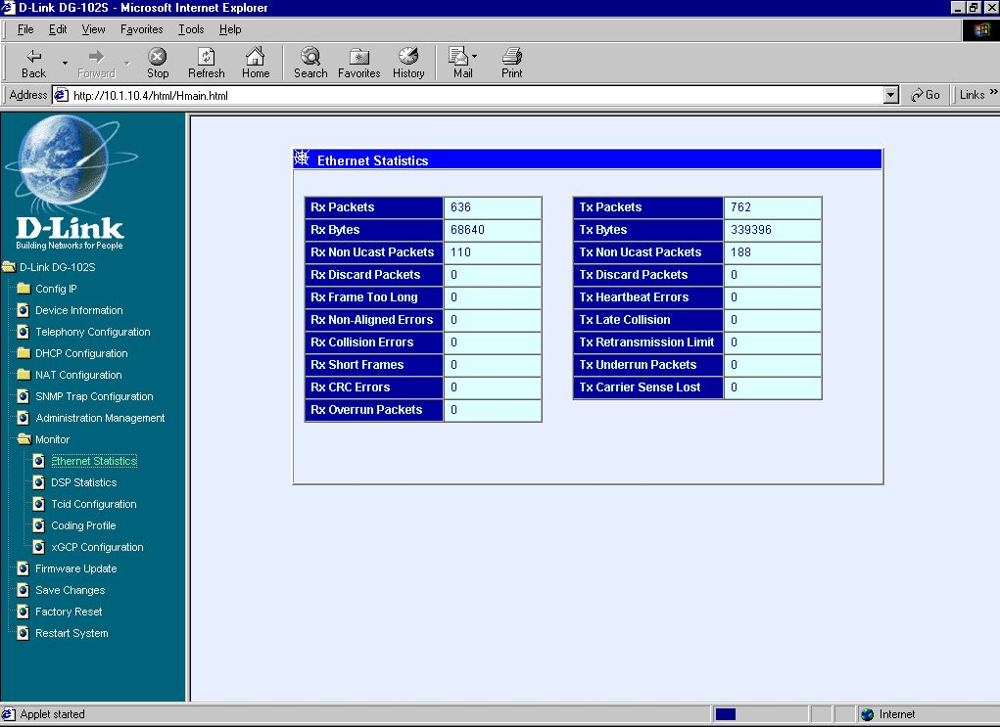 D-Link DG-102S - Microsoft Internet Explorer
File Edit View Favorites Tools Help
Back Forward Stop Refresh Home Search Favorites History Mail Print
Address http://10.1.10.4/html/Hmain.html Go Links »
D-Link
Building Networks for People
D-Link DG-102S
Config IP
Device Information
Telephony Configuration
DHCP Configuration
NAT Configuration
SNMP Trap Configuration
Administration Management
Monitor
Ethernet Statistics
DSP Statistics
Tcid Configuration
Coding Profile
xGCP Configuration
Firmware Update
Save Changes
Factory Reset
Restart System
Ethernet Statistics
Rx Packets 636 Tx Packets 762
Rx Bytes 68640 Tx Bytes 339396
Rx Non Ucast Packets 110 Tx Non Ucast Packets 188
Rx Discard Packets 0 Tx Discard Packets 0
Rx Frame Too Long 0 Tx Heartbeat Errors 0
Rx Non-Aligned Errors 0 Tx Late Collision 0
Rx Collision Errors 0 Tx Retransmission Limit 0
Rx Short Frames 0 Tx Underrun Packets 0
Rx CRC Errors 0 Tx Carrier Sense Lost 0
Rx Overrun Packets 0
Applet started Internet